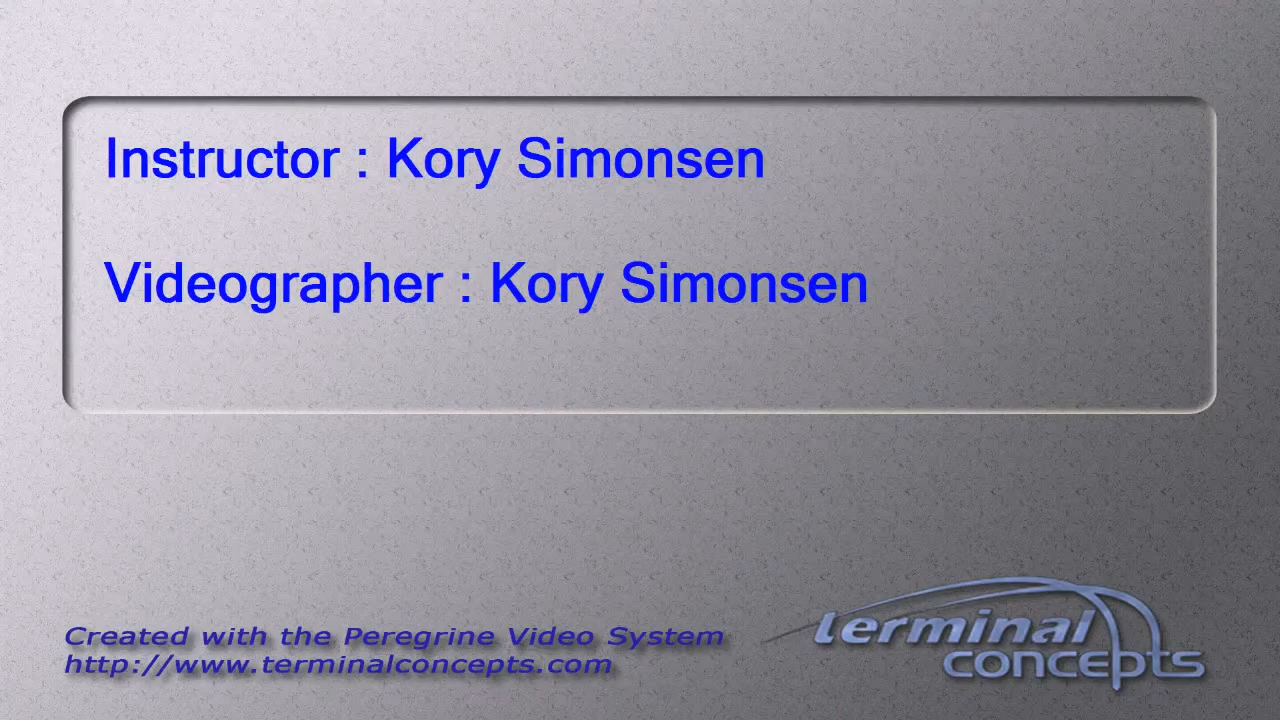 Instructor : Kory Simonsen
Videographer : Kory Simonsen
Created with the Peregrine Video System
http://www.terminalconcepts.com
terminal
concepts